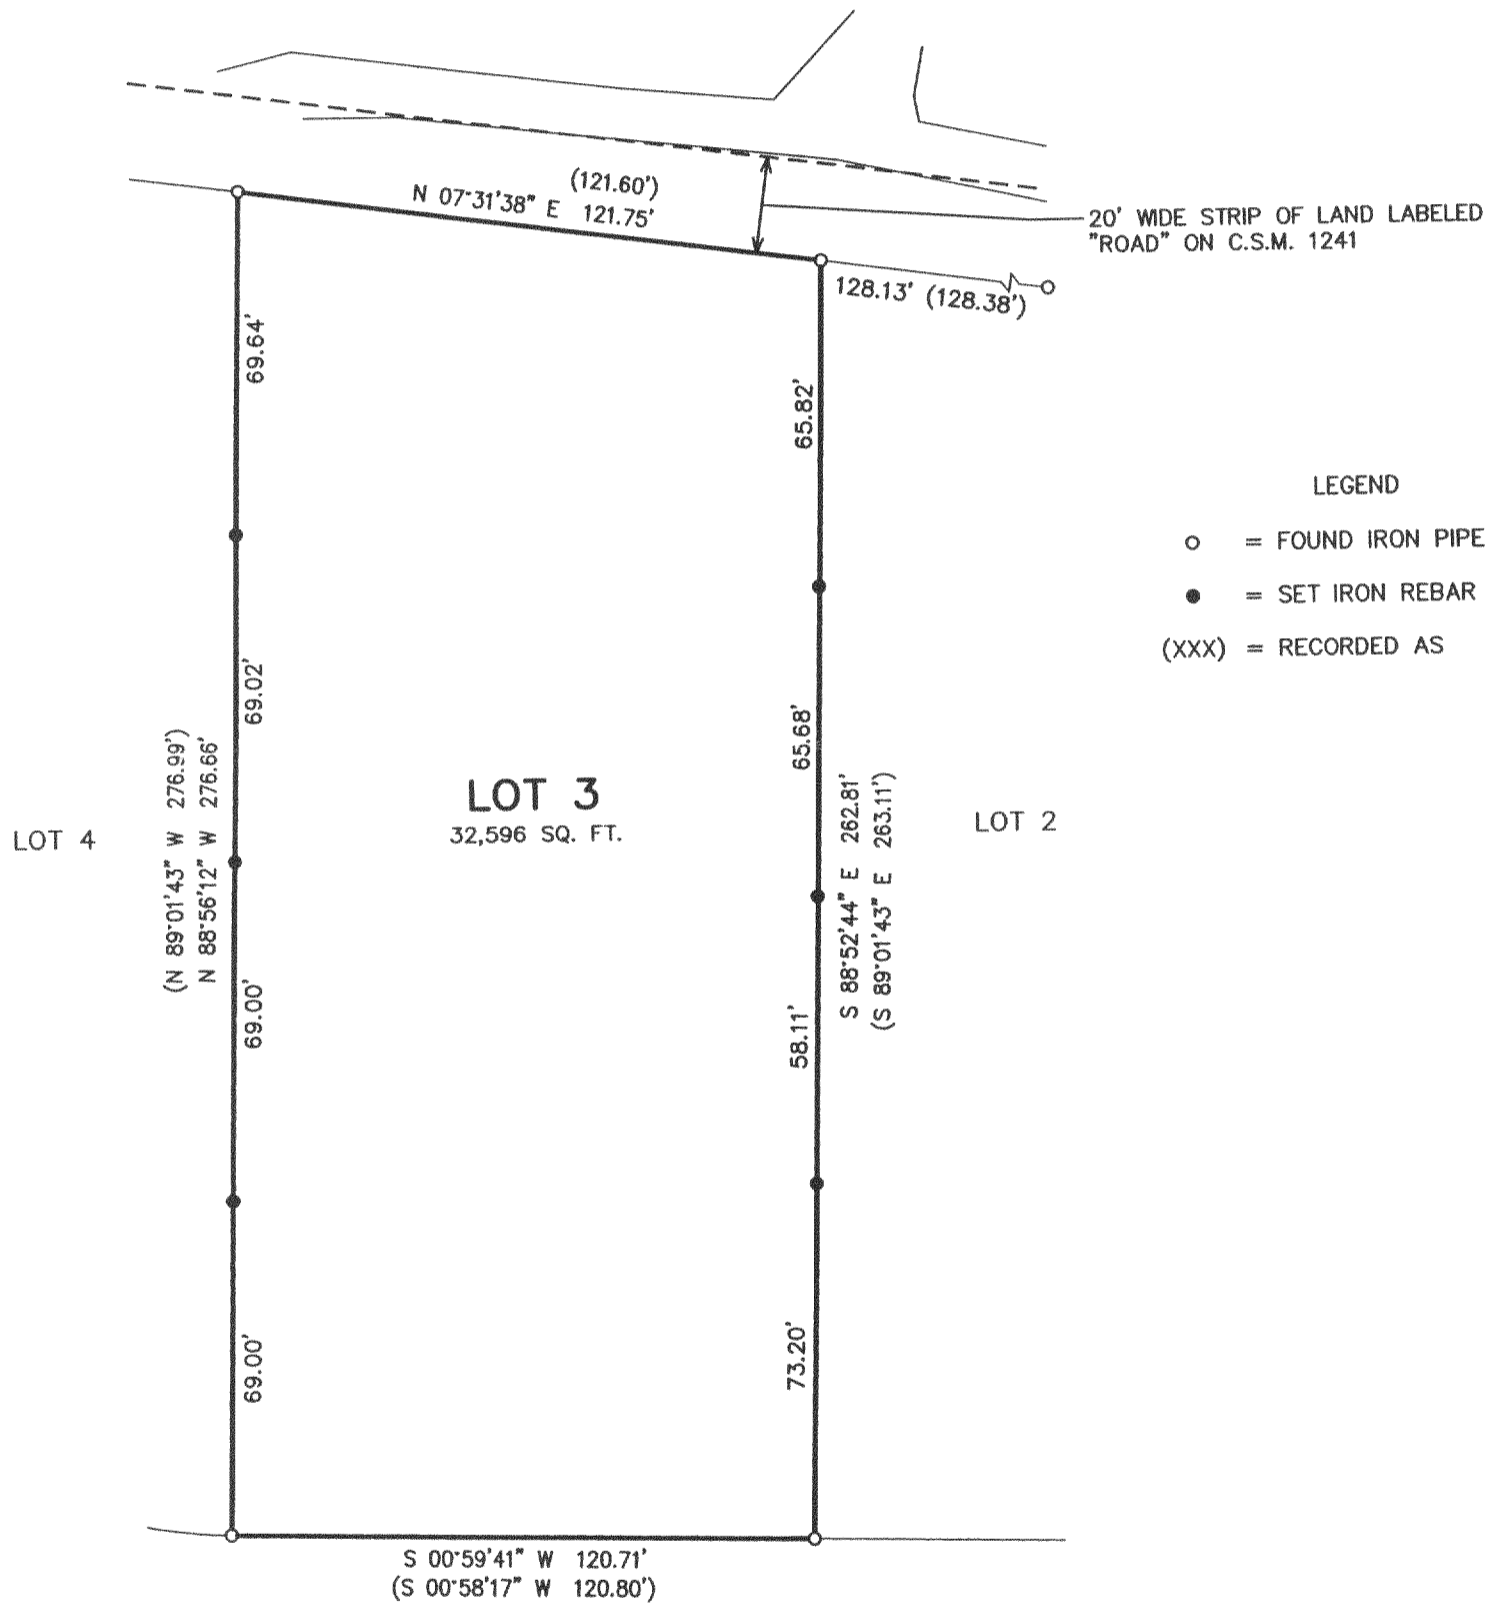 (121.60')
N 07°31'38" E 121.75'
20' WIDE STRIP OF LAND LABELED
"ROAD" ON C.S.M. 1241
128.13' (128.38')
69.64'
65.82'
LEGEND
= FOUND IRON PIPE
= SET IRON REBAR
(XXX) = RECORDED AS
69.02'
65.68'
(N 89°01'43" W 276.99')
N 88°56'12" W 276.66'
LOT 3
32,596 SQ. FT.
S 88°52'44" E 262.81'
(S 89°01'43" E 263.11')
LOT 4
LOT 2
69.00'
58.11'
69.00'
73.20'
S 00°59'41" W 120.71'
(S 00°58'17" W 120.80')